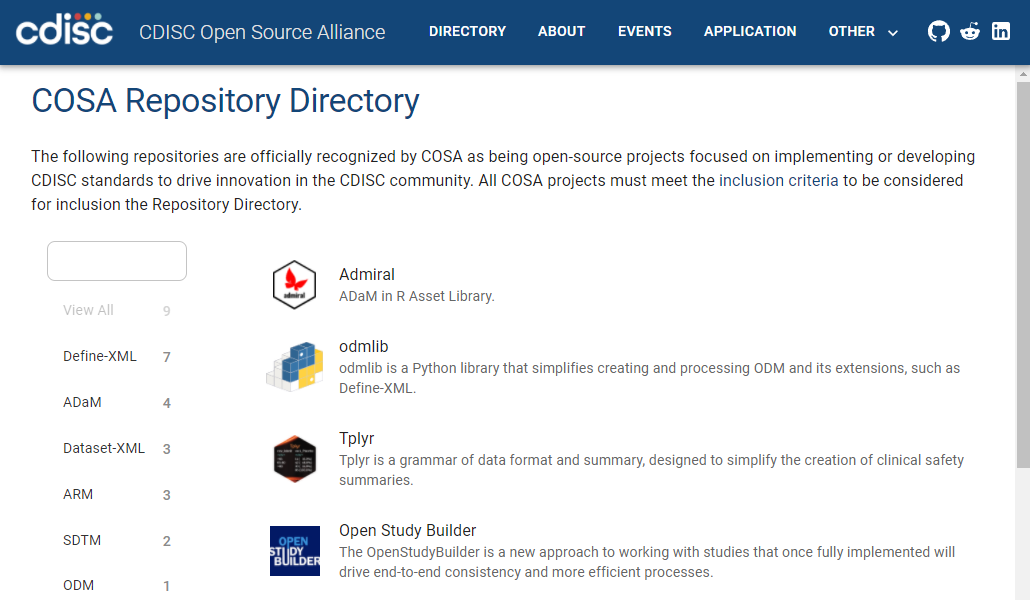 cdisc
CDISC Open Source Alliance
DIRECTORY
ABOUT
EVENTS
APPLICATION
OTHER
COSA Repository Directory
The following repositories are officially recognized by COSA as being open-source projects focused on implementing or developing
CDISC standards to drive innovation in the CDISC community. All COSA projects must meet the inclusion criteria to be considered
for inclusion the Repository Directory.
View All 9
Define-XML 7
ADaM 4
Dataset-XML 3
ARM 3
SDTM 2
ODM 1
admiral
Admiral
ADaM in R Asset Library.
odmlib
odmlib is a Python library that simplifies creating and processing ODM and its extensions, such as
Define-XML.
Tplyr
Tplyr
Tplyr is a grammar of data format and summary, designed to simplify the creation of clinical safety
summaries.
OPEN
STUDY
BUILDER
Open Study Builder
The OpenStudyBuilder is a new approach to working with studies that once fully implemented will
drive end-to-end consistency and more efficient processes.